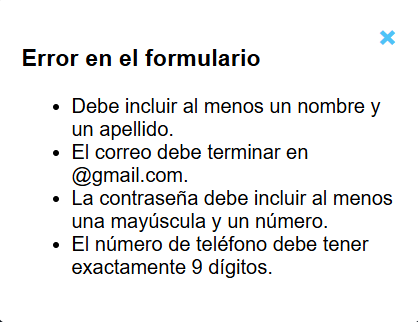 Error en el formulario
• Debe incluir al menos un nombre y
un apellido.
• El correo debe terminar en
@gmail.com.
• La contraseña debe incluir al menos
una mayúscula y un número.
• El número de teléfono debe tener
exactamente 9 dígitos.